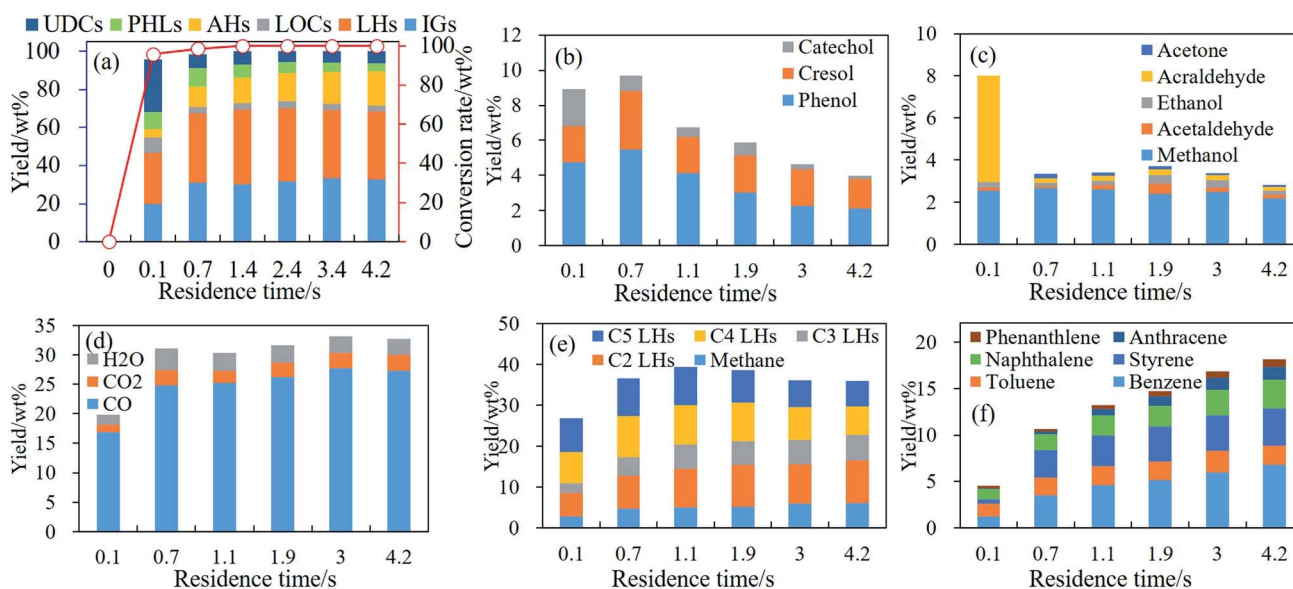 UDCs PHLs AHs LOCs LHs IGs
(a)
Yield/wt%
100
80
60
40
20
0
Conversion rate/wt%
100
80
60
40
20
0
0 0.1 0.7 1.4 2.4 3.4 4.2
Residence time/s
(b)
Catechol
Cresol
Phenol
Yield/wt%
12
10
8
6
4
2
0
0.1 0.7 1.1 1.9 3 4.2
Residence time/s
(c)
Acetone
Acraldehyde
Ethanol
Acetaldehyde
Methanol
Yield/wt%
10
8
6
4
2
0
0.1 0.7 1.1 1.9 3 4.2
Residence time/s
(d)
H2O
CO2
CO
Yield/wt%
35
30
25
20
15
10
5
0
0.1 0.7 1.1 1.9 3 4.2
Residence time/s
(e)
C5 LHs C4 LHs C3 LHs
C2 LHs Methane
Yield/wt%
50
40
30
20
10
0
0.1 0.7 1.1 1.9 3 4.2
Residence time/s
(f)
Phenanthlene Anthracene
Naphthalene Styrene
Toluene Benzene
Yield/wt%
20
15
10
5
0
0.1 0.7 1.1 1.9 3 4.2
Residence time/s